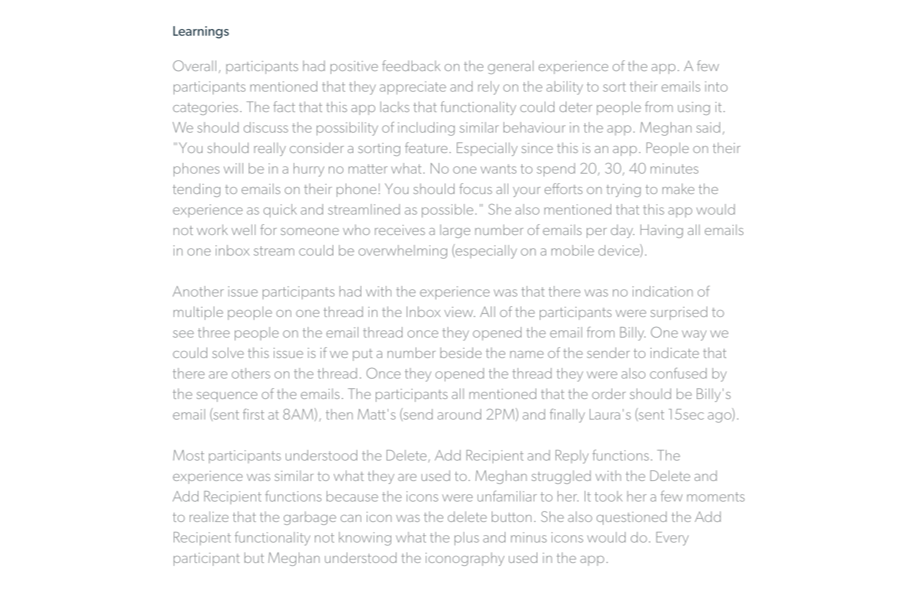 Learnings
Overall, participants had positive feedback on the general experience of the app. A few
participants mentioned that they appreciate and rely on the ability to sort their emails into
categories. The fact that this app lacks that functionality could deter people from using it.
We should discuss the possibility of including similar behaviour in the app. Meghan said,
"You should really consider a sorting feature. Especially since this is an app. People on their
phones will be in a hurry no matter what. No one wants to spend 20, 30, 40 minutes
tending to emails on their phone! You should focus all your efforts on trying to make the
experience as quick and streamlined as possible." She also mentioned that this app would
not work well for someone who receives a large number of emails per day. Having all emails
in one inbox stream could be overwhelming (especially on a mobile device).
Another issue participants had with the experience was that there was no indication of
multiple people on one thread in the Inbox view. All of the participants were surprised to
see three people on the email thread once they opened the email from Billy. One way we
could solve this issue is if we put a number beside the name of the sender to indicate that
there are others on the thread. Once they opened the thread they were also confused by
the sequence of the emails. The participants all mentioned that the order should be Billy's
email (sent first at 8AM), then Matt's (send around 2PM) and finally Laura's (sent 15sec ago).
Most participants understood the Delete, Add Recipient and Reply functions. The
experience was similar to what they are used to. Meghan struggled with the Delete and
Add Recipient functions because the icons were unfamiliar to her. It took her a few moments
to realize that the garbage can icon was the delete button. She also questioned the Add
Recipient functionality not knowing what the plus and minus icons would do. Every
participant but Meghan understood the iconography used in the app.